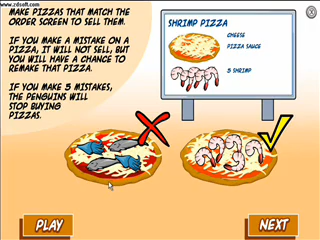 www.zdsoft.com
MAKE PIZZAS THAT MATCH THE
ORDER SCREEN TO SELL THEM.
IF YOU MAKE A MISTAKE ON A
PIZZA, IT WILL NOT SELL, BUT
YOU WILL HAVE A CHANCE TO
REMAKE THAT PIZZA.
IF YOU MAKE 5 MISTAKES,
THE PENGUINS WILL
STOP BUYING
PIZZAS.
SHRIMP PIZZA
CHEESE
PIZZA SAUCE
5 SHRIMP
PLAY
NEXT